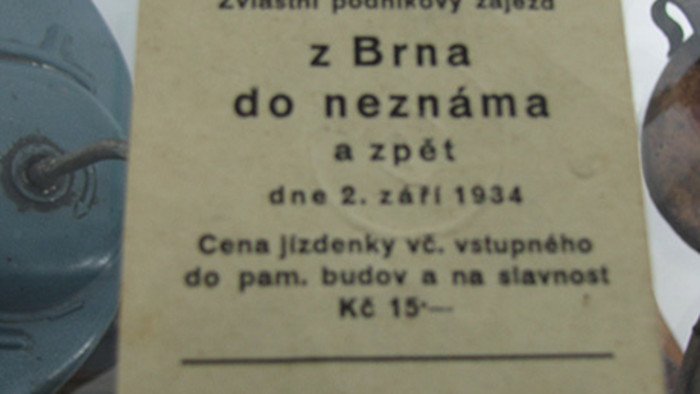 Zvláštní podnikový zájezd
z Brna
do neznáma
a zpět
dne 2. září 1934
Cena jízdenky vč. vstupného
do pam. budov a na slavnost
Kč 15·—